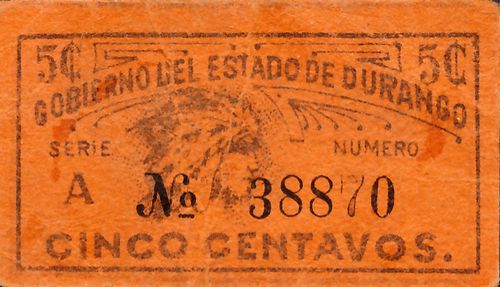 5¢ 5¢
GOBIERNO DEL ESTADO DE DURANGO
SERIE NUMERO
A № 38870
CINCO CENTAVOS.